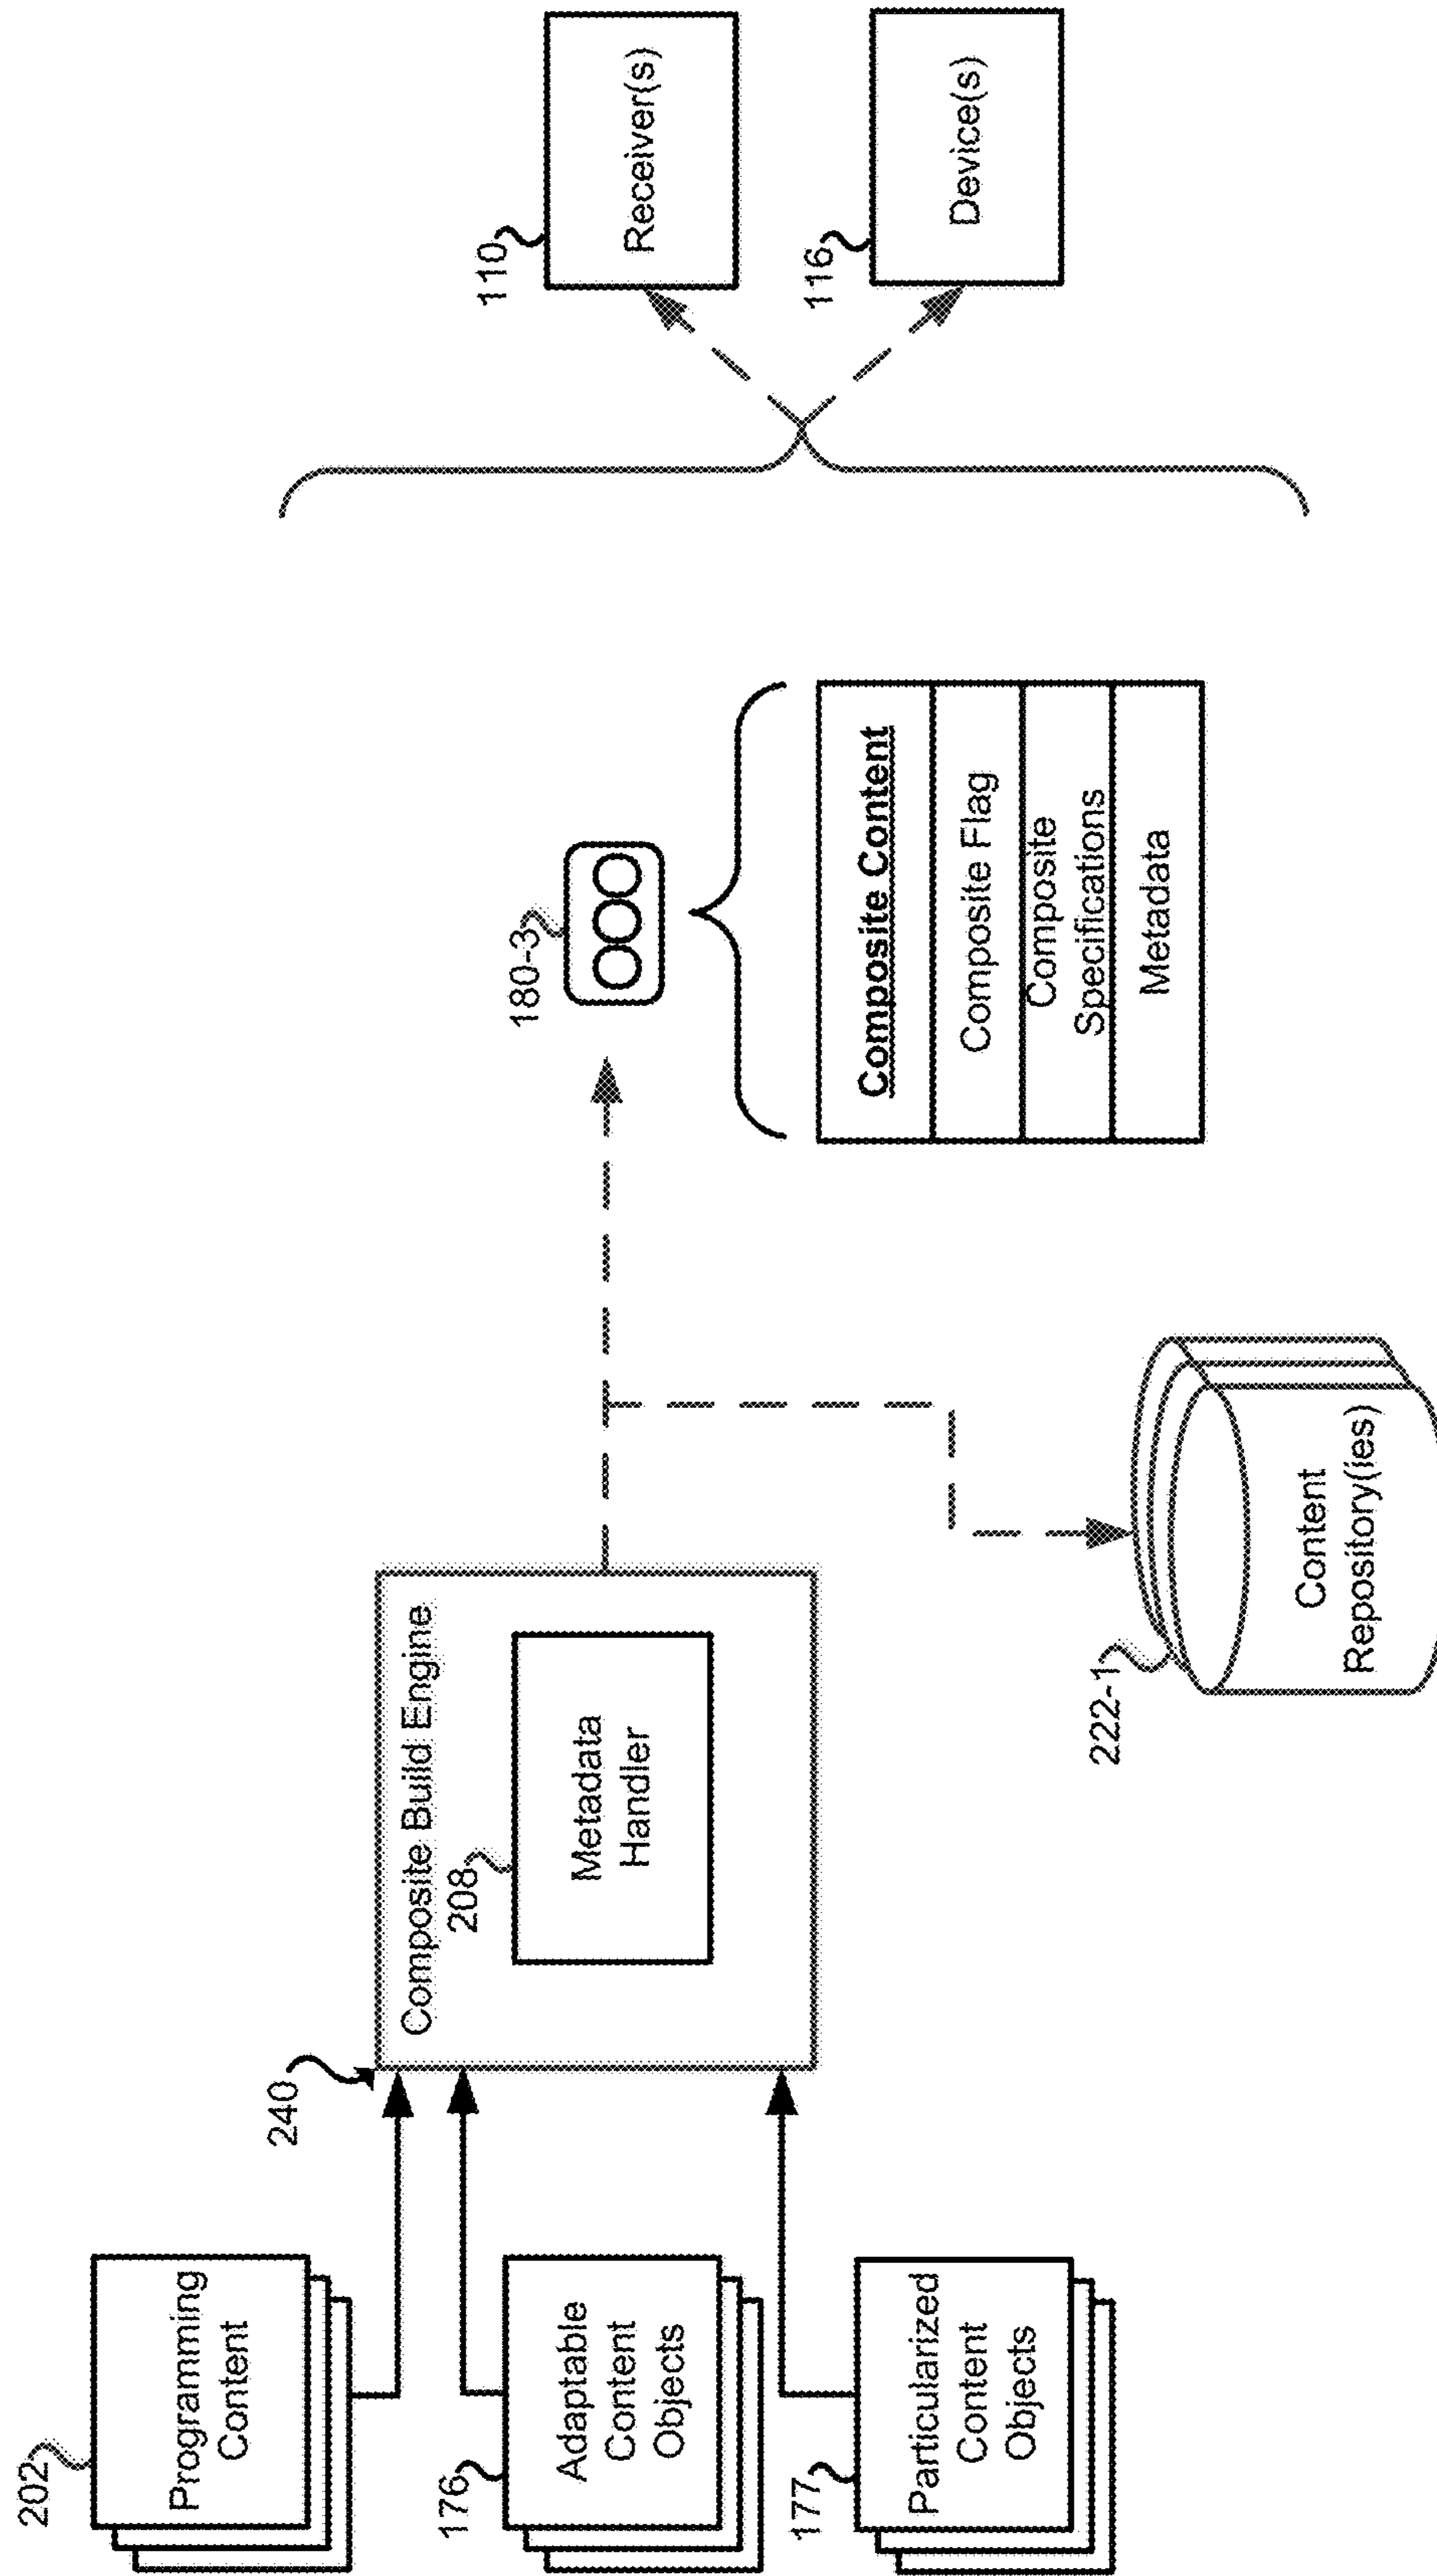 202
Programming
Content
176
Adaptable
Content
Objects
177
Particularized
Content
Objects
240
Composite Build Engine
208
Metadata
Handler
222-1
Content
Repository(ies)
180-3
Composite Content
Composite Flag
Composite
Specifications
Metadata
110
Receiver(s)
116
Device(s)